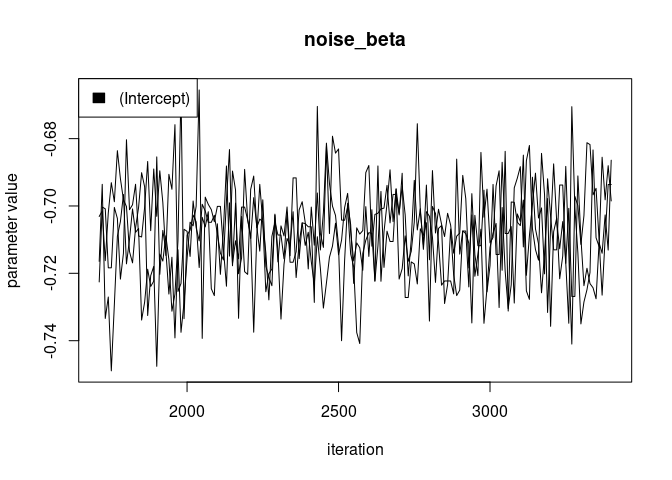 noise_beta
(Intercept)
-0.68
-0.70
-0.72
-0.74
parameter value
2000 2500 3000
iteration